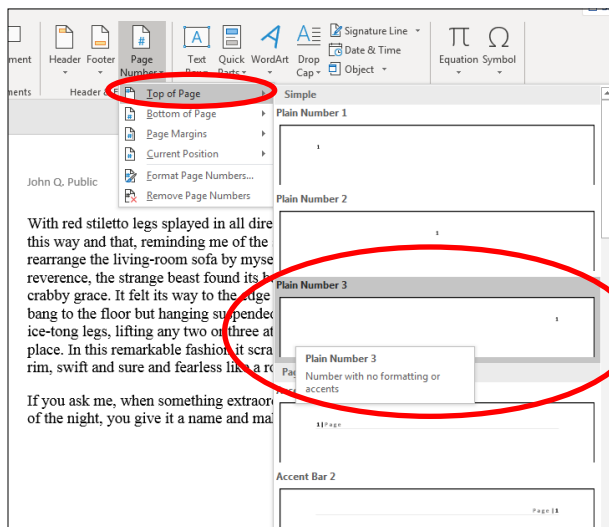 ment
Header Footer Page Number
Text Quick Parts WordArt Drop Cap
Signature Line
Date & Time
Object
Equation Symbol
ments
Header &
Top of Page
Bottom of Page
Page Margins
Current Position
Format Page Numbers...
Remove Page Numbers
Simple
Plain Number 1
1
Plain Number 2
1
Plain Number 3
1
Plain Number 3
Number with no formatting or
accents
1|Page
Accent Bar 2
Page|1
John Q. Public
With red stiletto legs splayed in all dire
this way and that, reminding me of the
rearrange the living-room sofa by myse
reverence, the strange beast found its
crabby grace. It felt its way to the edge
bang to the floor but hanging suspended
ice-tong legs, lifting any two or three at
place. In this remarkable fashion it scra
rim, swift and sure and fearless like a ro
If you ask me, when something extraor
of the night, you give it a name and ma